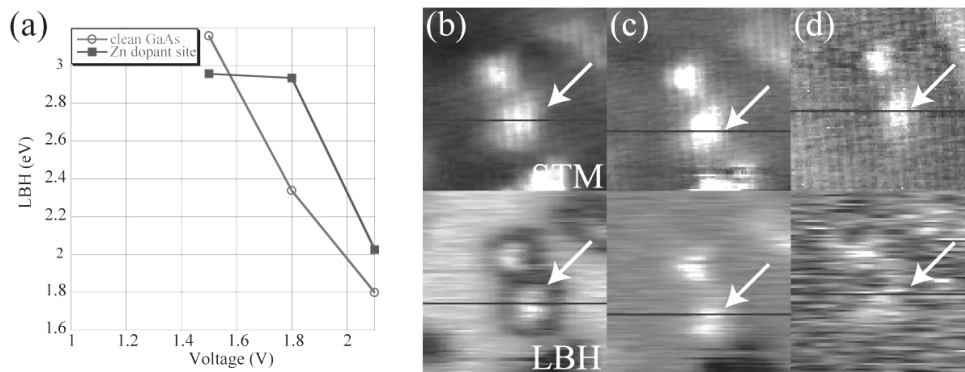 (a)
clean GaAs
Zn dopant site
LBH (eV)
3
2.8
2.6
2.4
2.2
2
1.8
1.6
1
1.2
1.4
1.6
1.8
2
Voltage (V)
(b)
(c)
(d)
STM
LBH